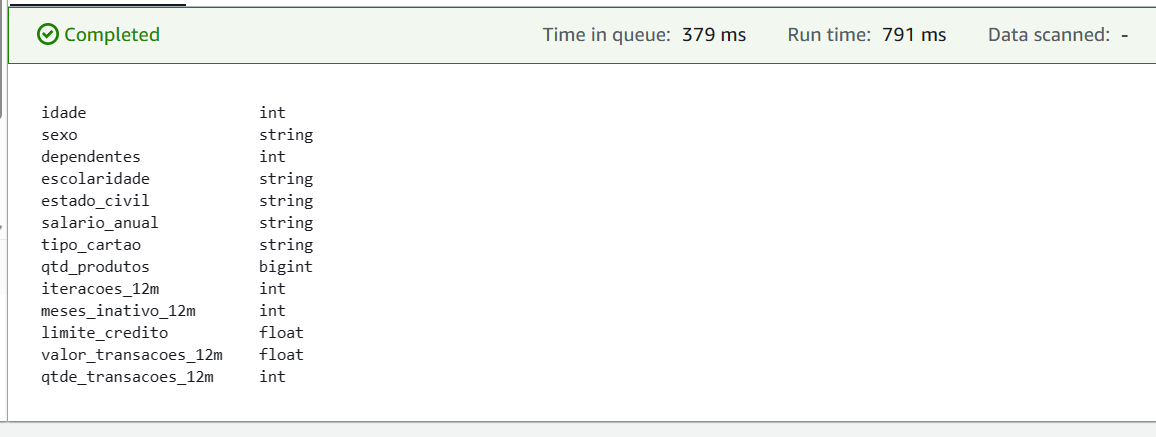 Completed Time in queue: 379 ms Run time: 791 ms Data scanned: -
idade int
sexo string
dependentes int
escolaridade string
estado_civil string
salario_anual string
tipo_cartao string
qtd_produtos bigint
iteracoes_12m int
meses_inativo_12m int
limite_credito float
valor_transacoes_12m float
qtde_transacoes_12m int